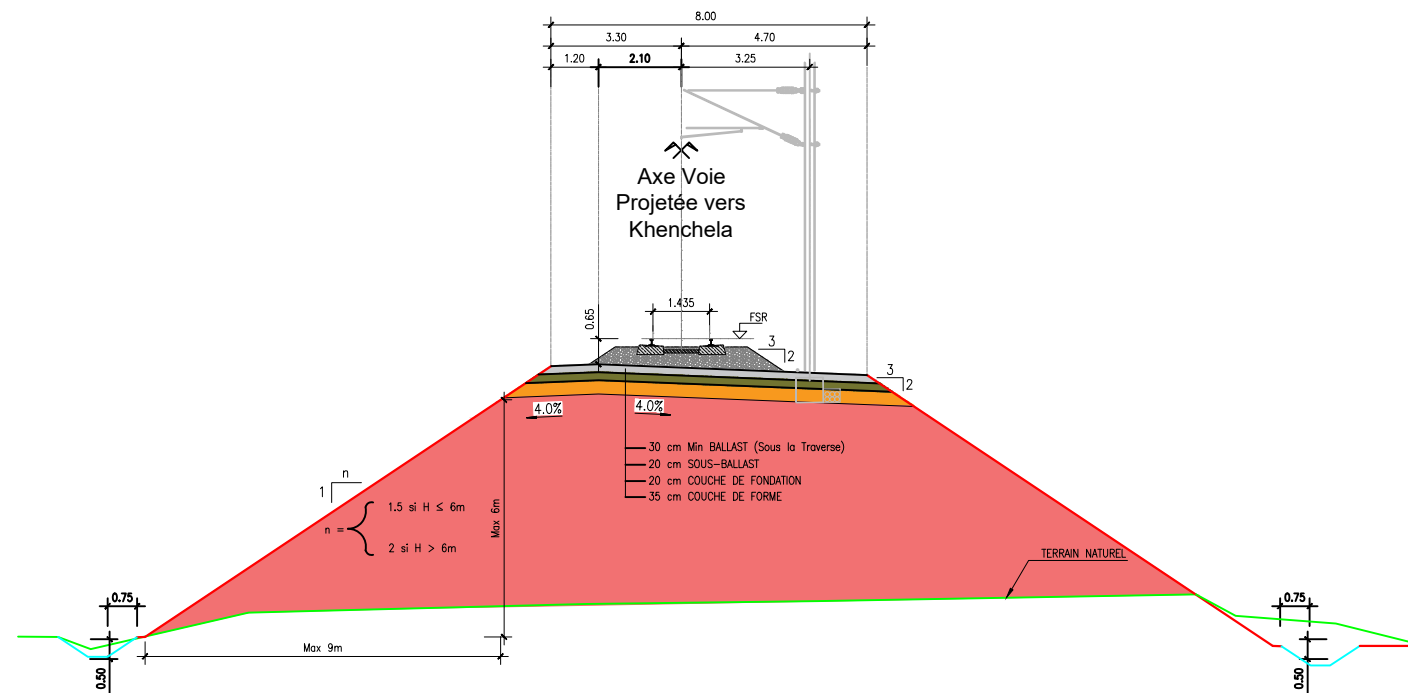 8.00
3.30
4.70
1.20
2.10
3.25
Axe Voie
Projetée vers
Khenchela
1.435
0.65
FSR
3
2
3
2
4.0%
4.0%
30 cm Min BALLAST (Sous la Traverse)
20 cm SOUS-BALLAST
20 cm COUCHE DE FONDATION
35 cm COUCHE DE FORME
n
1
n =
1.5 si H ≤ 6m
2 si H > 6m
Max 6m
TERRAIN NATUREL
0.75
0.75
Max 9m
0.50
0.50